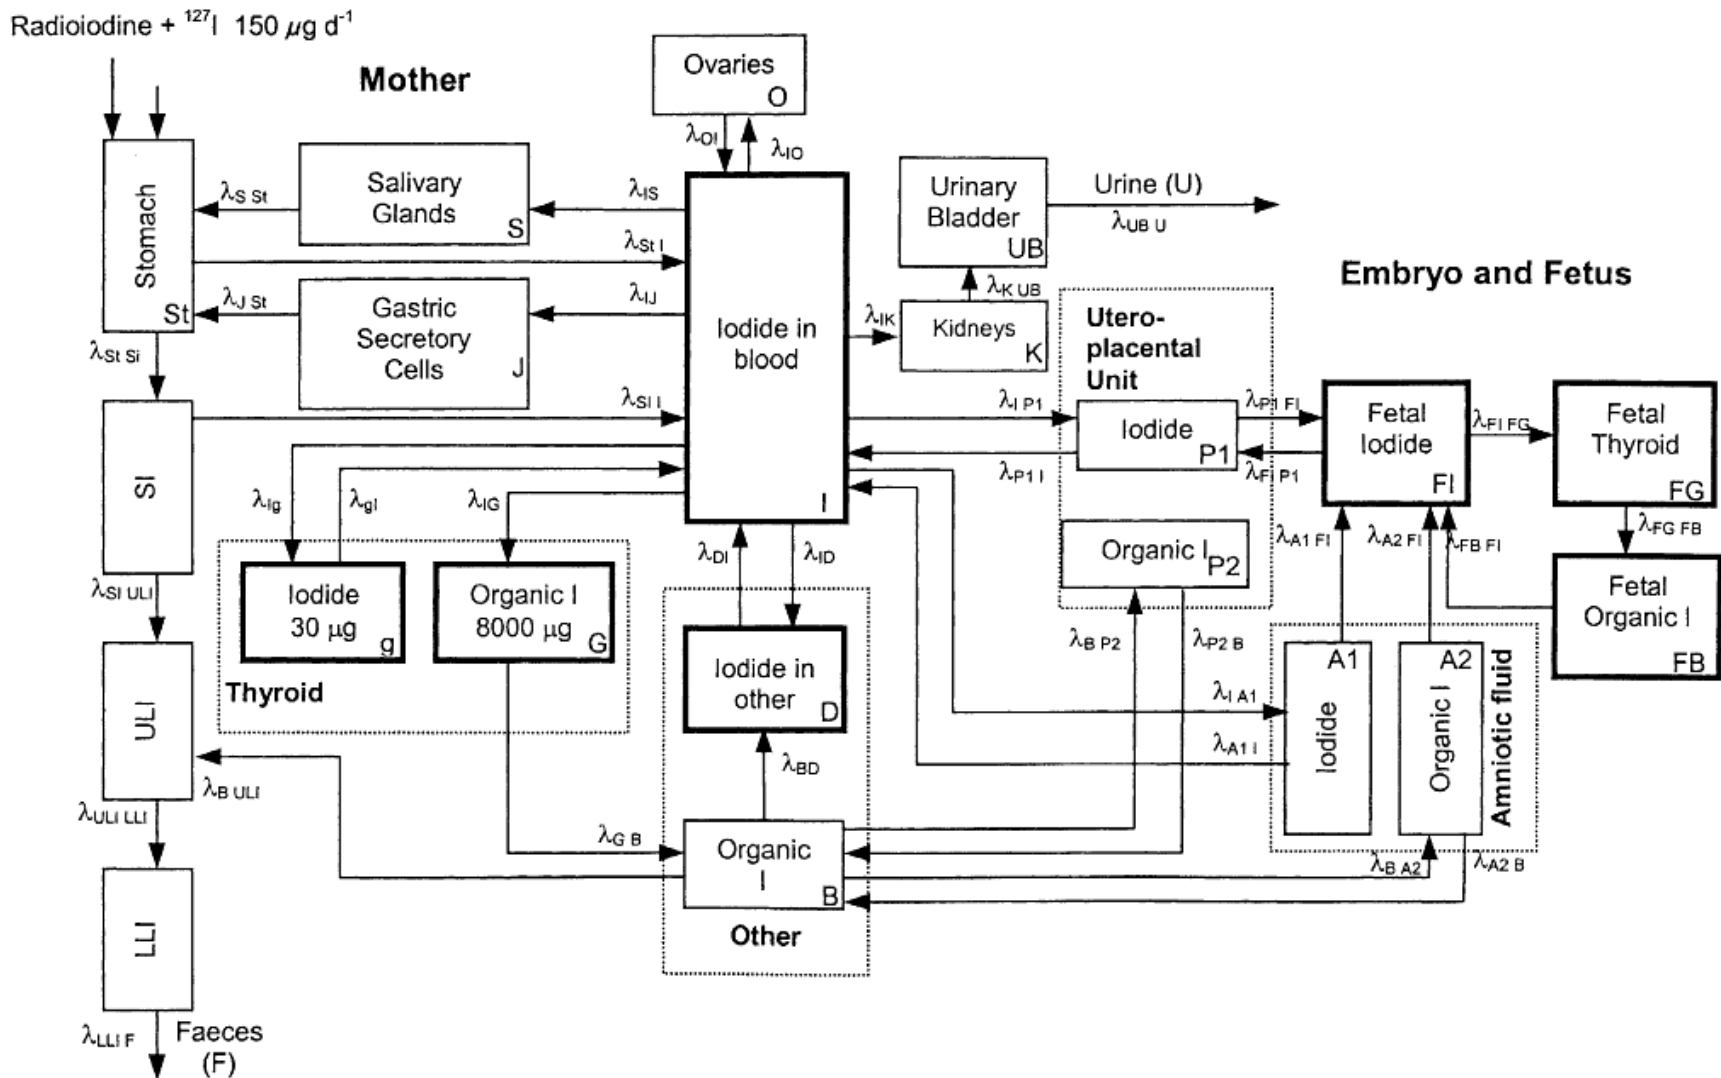 Radioiodine + ¹²⁷I 150 µg d⁻¹
Mother
Ovaries
O
λOI
λIO
Stomach
St
λS St
Salivary
Glands
S
λIS
λSt I
λJ St
Gastric
Secretory
Cells
J
λIJ
λSt Si
Iodide in
blood
I
Urinary
Bladder
UB
Urine (U)
λUB U
λK UB
λIK
Kidneys
K
Embryo and Fetus
Utero-
placental
Unit
SI
λSI I
λI P1
Iodide
P1
λP1 FI
λP1 I
λFI P1
Fetal
Iodide
FI
λFI FG
Fetal
Thyroid
FG
λFG FB
Fetal
Organic I
FB
λIg
λgI
λIG
λDI
λID
Organic I
P2
λA1 FI
λA2 FI
λFB FI
λSI ULI
Iodide
30 µg
g
Organic I
8000 µg
G
Thyroid
Iodide in
other
D
λB P2
λP2 B
A1
Iodide
A2
Organic I
Amniotic fluid
λI A1
λA1 I
ULI
λB ULI
λBD
λULI LLI
λG B
Organic
I
B
Other
λB A2
λA2 B
LLI
λLLI F
Faeces
(F)